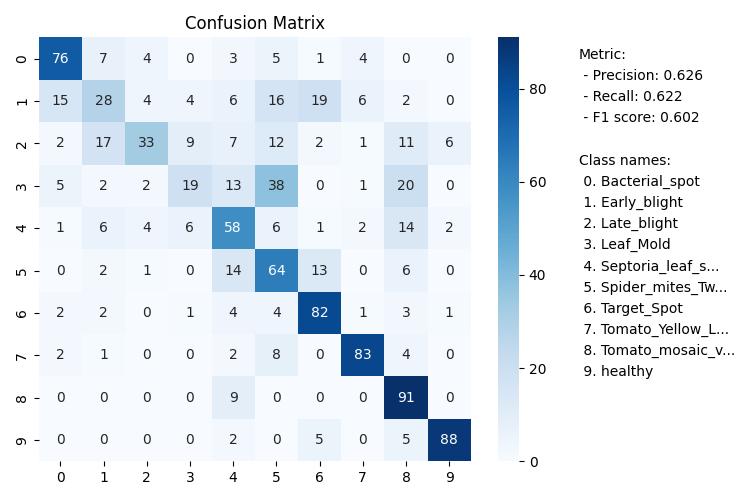 Confusion Matrix
0 76 7 4 0 3 5 1 4 0 0
1 15 28 4 4 6 16 19 6 2 0
2 2 17 33 9 7 12 2 1 11 6
3 5 2 2 19 13 38 0 1 20 0
4 1 6 4 6 58 6 1 2 14 2
5 0 2 1 0 14 64 13 0 6 0
6 2 2 0 1 4 4 82 1 3 1
7 2 1 0 0 2 8 0 83 4 0
8 0 0 0 0 9 0 0 0 91 0
9 0 0 0 0 2 0 5 0 5 88
0 1 2 3 4 5 6 7 8 9
80
60
40
20
0
Metric:
- Precision: 0.626
- Recall: 0.622
- F1 score: 0.602
Class names:
0. Bacterial_spot
1. Early_blight
2. Late_blight
3. Leaf_Mold
4. Septoria_leaf_s...
5. Spider_mites_Tw...
6. Target_Spot
7. Tomato_Yellow_L...
8. Tomato_mosaic_v...
9. healthy